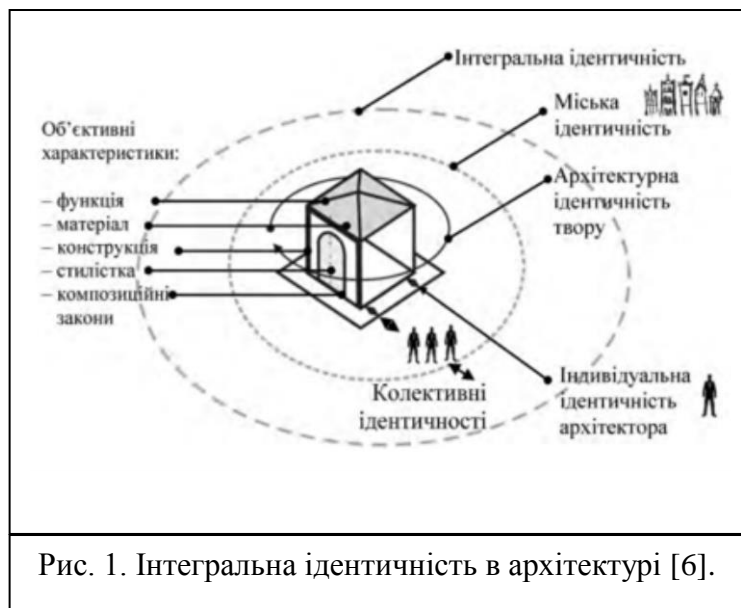 Інтегральна ідентичність
Міська
ідентичність
Об’єктивні
характеристики:
– функція
– матеріал
– конструкція
– стилістка
– композиційні
закони
Архітектурна
ідентичність
твору
Колективні
ідентичності
Індивідуальна
ідентичність
архітектора
Рис. 1. Інтегральна ідентичність в архітектурі [6].